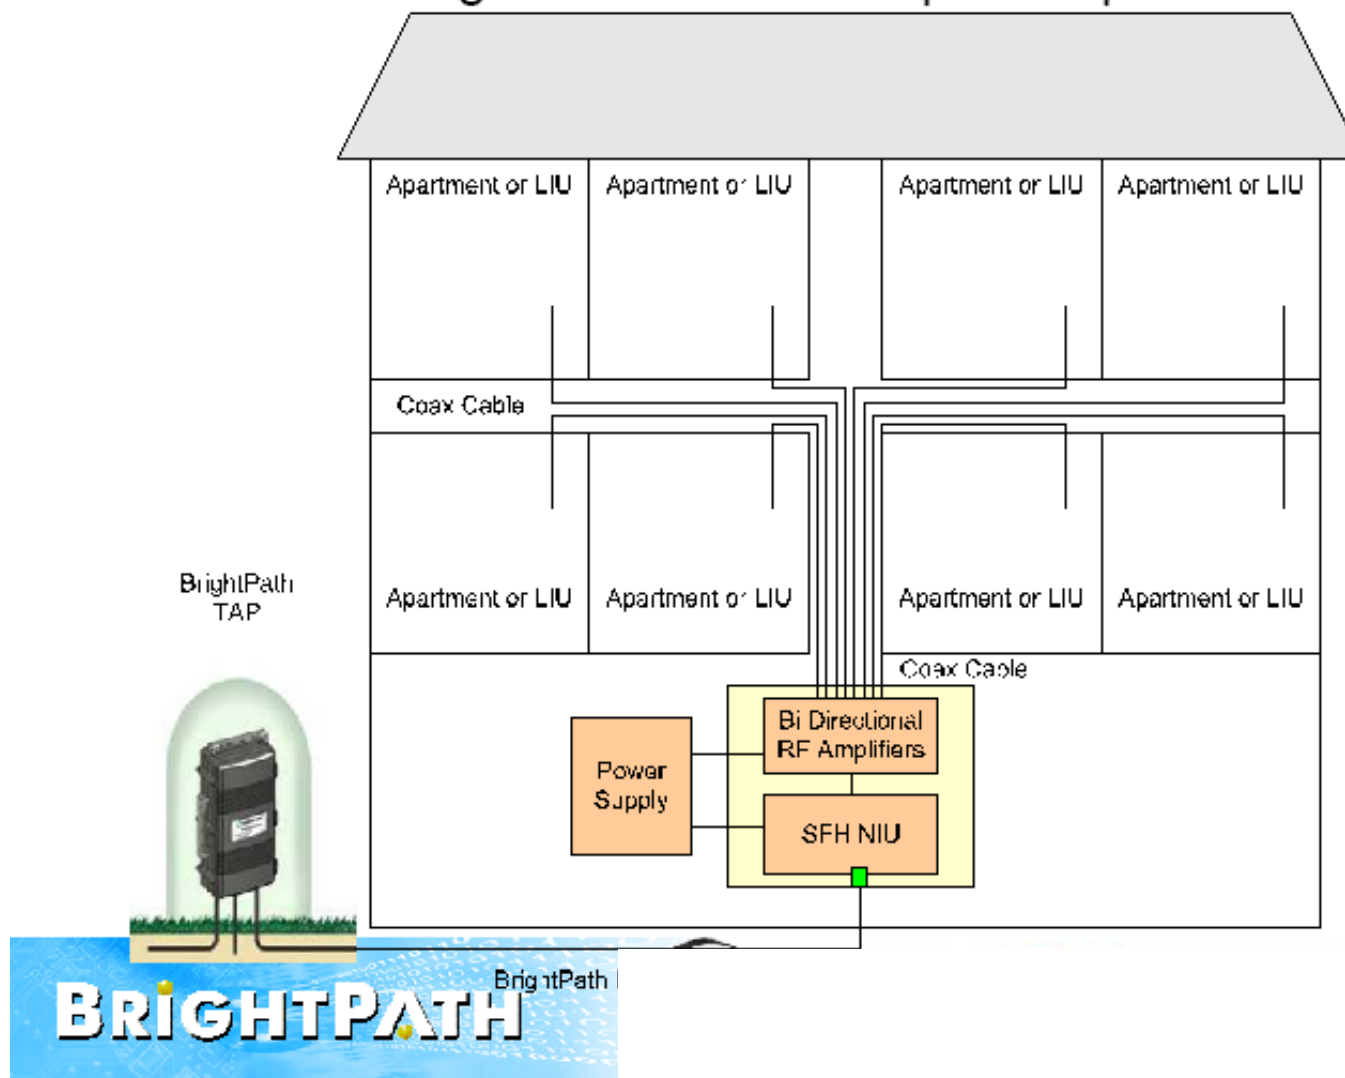 Apartment or LIU
Apartment or LIU
Apartment or LIU
Apartment or LIU
Coax Cable
BrightPath
TAP
Apartment or LIU
Apartment or LIU
Apartment or LIU
Apartment or LIU
Coax Cable
Bi Directional
RF Amplifiers
Power
Supply
SFH NIU
BrightPath
BRIGHTPATH